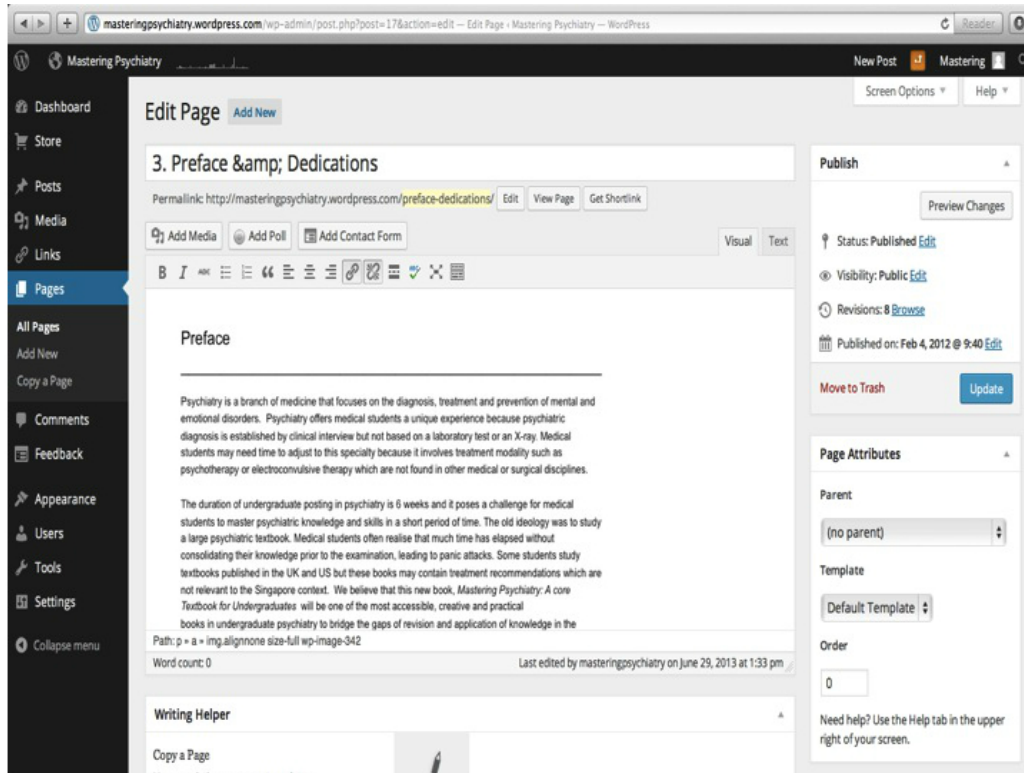 masteringpsychiatry.wordpress.com/wp-admin/post.php?post=17&action=edit — Edit Page ‹ Mastering Psychiatry — WordPress
Reader
Mastering Psychiatry
New Post
Mastering
Screen Options
Help
Dashboard
Store
Posts
Media
Links
Pages
All Pages
Add New
Copy a Page
Comments
Feedback
Appearance
Users
Tools
Settings
Collapse menu
Edit Page Add New
3. Preface &amp; Dedications
Permalink: http://masteringpsychiatry.wordpress.com/preface-dedications/ Edit View Page Get Shortlink
Add Media Add Poll Add Contact Form
Visual Text
B I ABC
Preface
Psychiatry is a branch of medicine that focuses on the diagnosis, treatment and prevention of mental and
emotional disorders. Psychiatry offers medical students a unique experience because psychiatric
diagnosis is established by clinical interview but not based on a laboratory test or an X-ray. Medical
students may need time to adjust to this specialty because it involves treatment modality such as
psychotherapy or electroconvulsive therapy which are not found in other medical or surgical disciplines.
The duration of undergraduate posting in psychiatry is 6 weeks and it poses a challenge for medical
students to master psychiatric knowledge and skills in a short period of time. The old ideology was to study
a large psychiatric textbook. Medical students often realise that much time has elapsed without
consolidating their knowledge prior to the examination, leading to panic attacks. Some students study
textbooks published in the UK and US but these books may contain treatment recommendations which are
not relevant to the Singapore context. We believe that this new book, Mastering Psychiatry: A core
Textbook for Undergraduates will be one of the most accessible, creative and practical
books in undergraduate psychiatry to bridge the gaps of revision and application of knowledge in the
Path: p » a » img.alignnone size-full wp-image-342
Word count: 0
Last edited by masteringpsychiatry on June 29, 2013 at 1:33 pm
Writing Helper
Copy a Page
Publish
Preview Changes
Status: Published Edit
Visibility: Public Edit
Revisions: 8 Browse
Published on: Feb 4, 2012 @ 9:40 Edit
Move to Trash
Update
Page Attributes
Parent
(no parent)
Template
Default Template
Order
0
Need help? Use the Help tab in the upper
right of your screen.